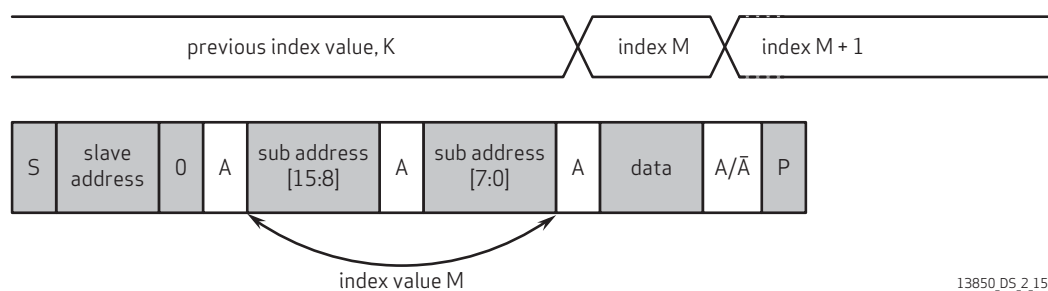 previous index value, K
index M
index M + 1
S
slave
address
0
A
sub address
[15:8]
A
sub address
[7:0]
A
data
A/Ā
P
index value M
13850_DS_2_15